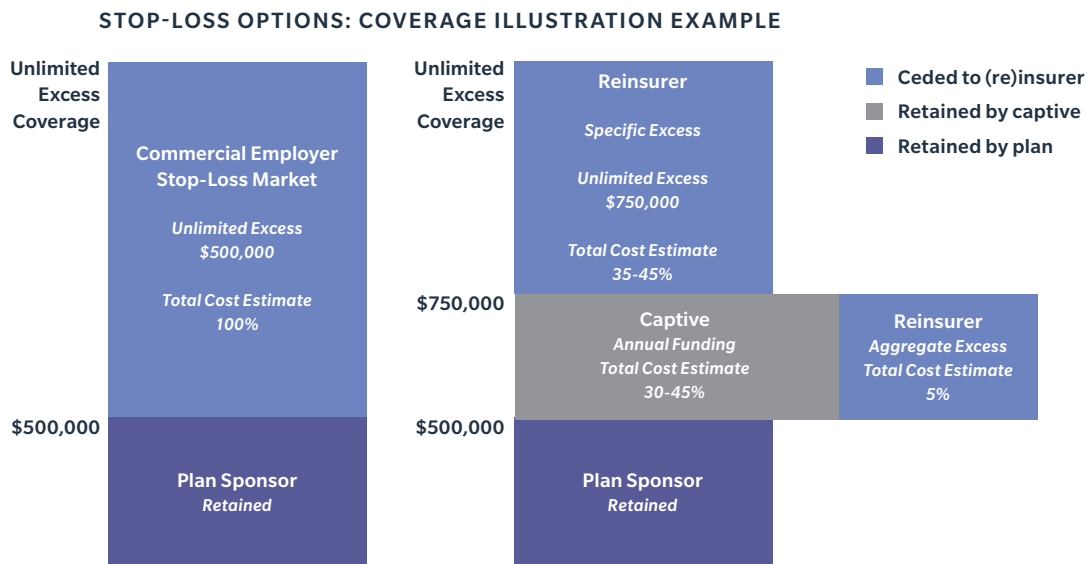 STOP-LOSS OPTIONS: COVERAGE ILLUSTRATION EXAMPLE
Unlimited
Excess
Coverage
Commercial Employer
Stop-Loss Market
Unlimited Excess
$500,000
Total Cost Estimate
100%
$500,000
Plan Sponsor
Retained
Unlimited
Excess
Coverage
Reinsurer
Specific Excess
Unlimited Excess
$750,000
Total Cost Estimate
35-45%
$750,000
Captive
Annual Funding
Total Cost Estimate
30-45%
Reinsurer
Aggregate Excess
Total Cost Estimate
5%
$500,000
Plan Sponsor
Retained
Ceded to (re)insurer
Retained by captive
Retained by plan